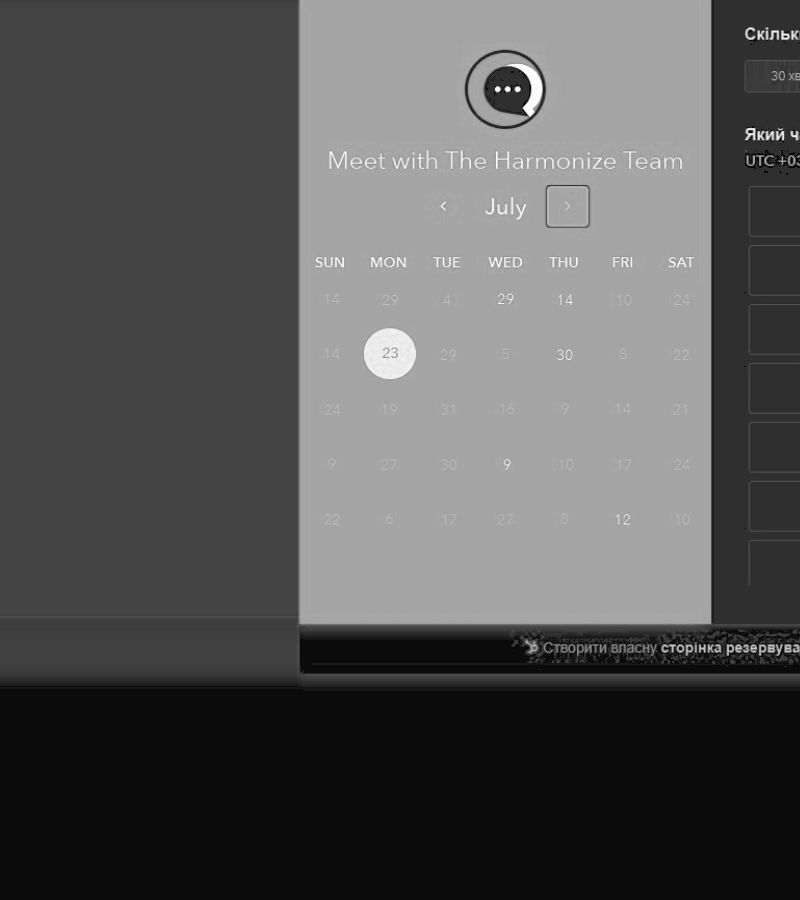 Meet with The Harmonize Team
July
SUN MON TUE WED THU FRI SAT
14 29 4 29 14 10 24
14 23 29 5 30 8 22
24 19 31 16 9 14 21
9 27 30 9 10 17 24
22 6 17 27 8 12 10
Скільк
30 хв
Який ч
UTC +03
Створити власну сторінка резервува